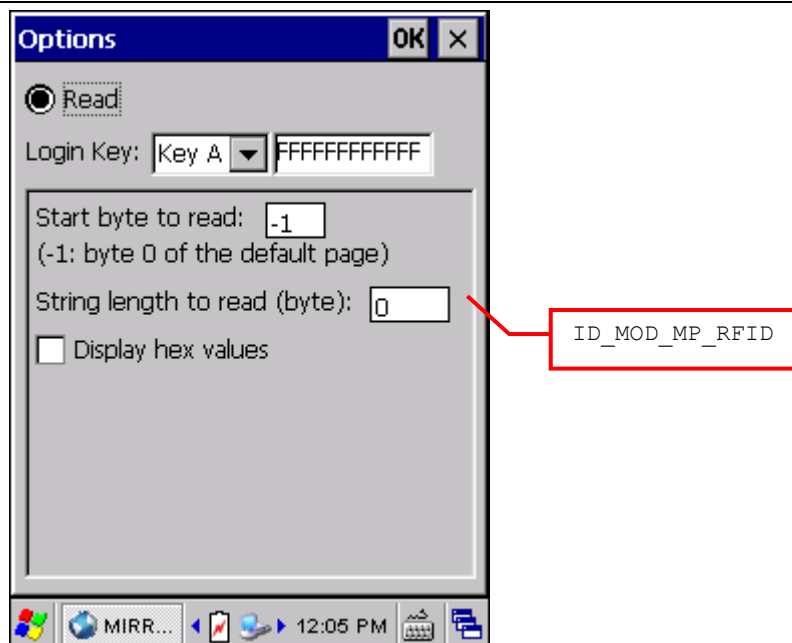 Options OK ×
Read
Login Key: Key A FFFFFFFFFFFF
Start byte to read: -1
(-1: byte 0 of the default page)
String length to read (byte): 0
Display hex values
ID_MOD_MP_RFID
MIRR... 12:05 PM